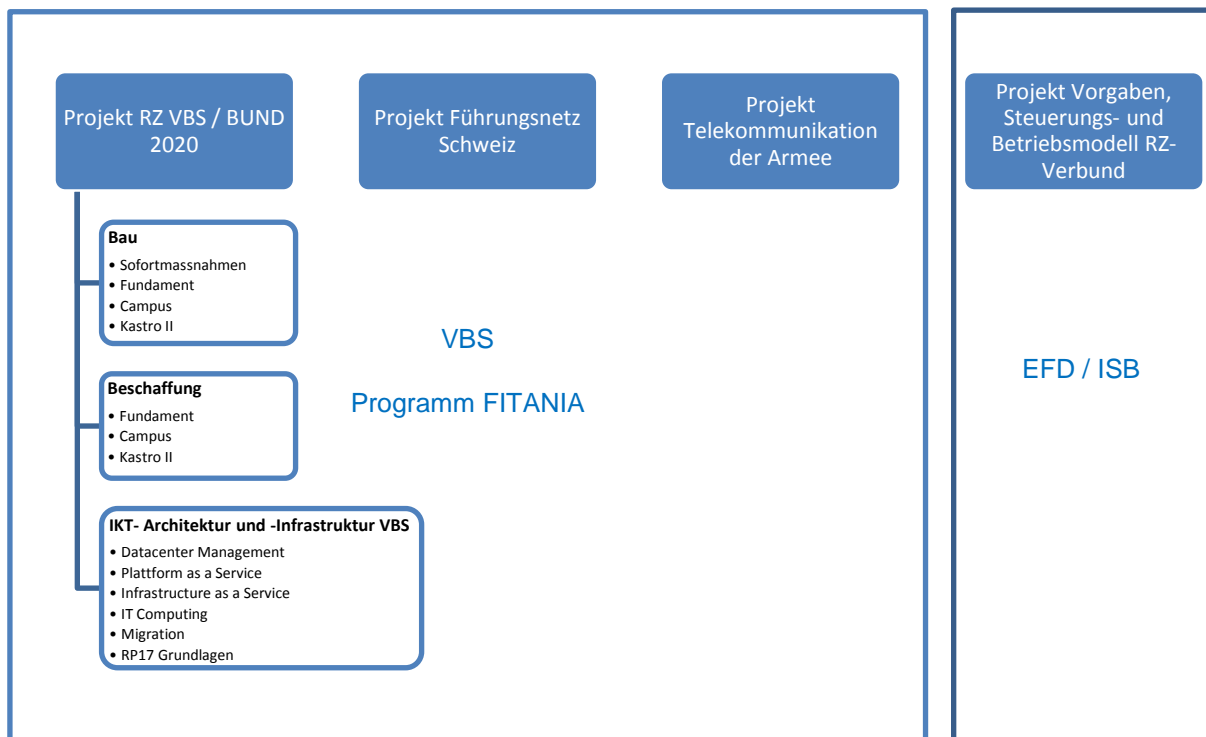 Projekt RZ VBS / BUND
2020
Projekt Führungsnetz
Schweiz
Projekt
Telekommunikation
der Armee
Projekt Vorgaben,
Steuerungs- und
Betriebsmodell RZ-
Verbund
Bau
• Sofortmassnahmen
• Fundament
• Campus
• Kastro II
VBS
Programm FITANIA
EFD / ISB
Beschaffung
• Fundament
• Campus
• Kastro II
IKT- Architektur und -Infrastruktur VBS
• Datacenter Management
• Plattform as a Service
• Infrastructure as a Service
• IT Computing
• Migration
• RP17 Grundlagen